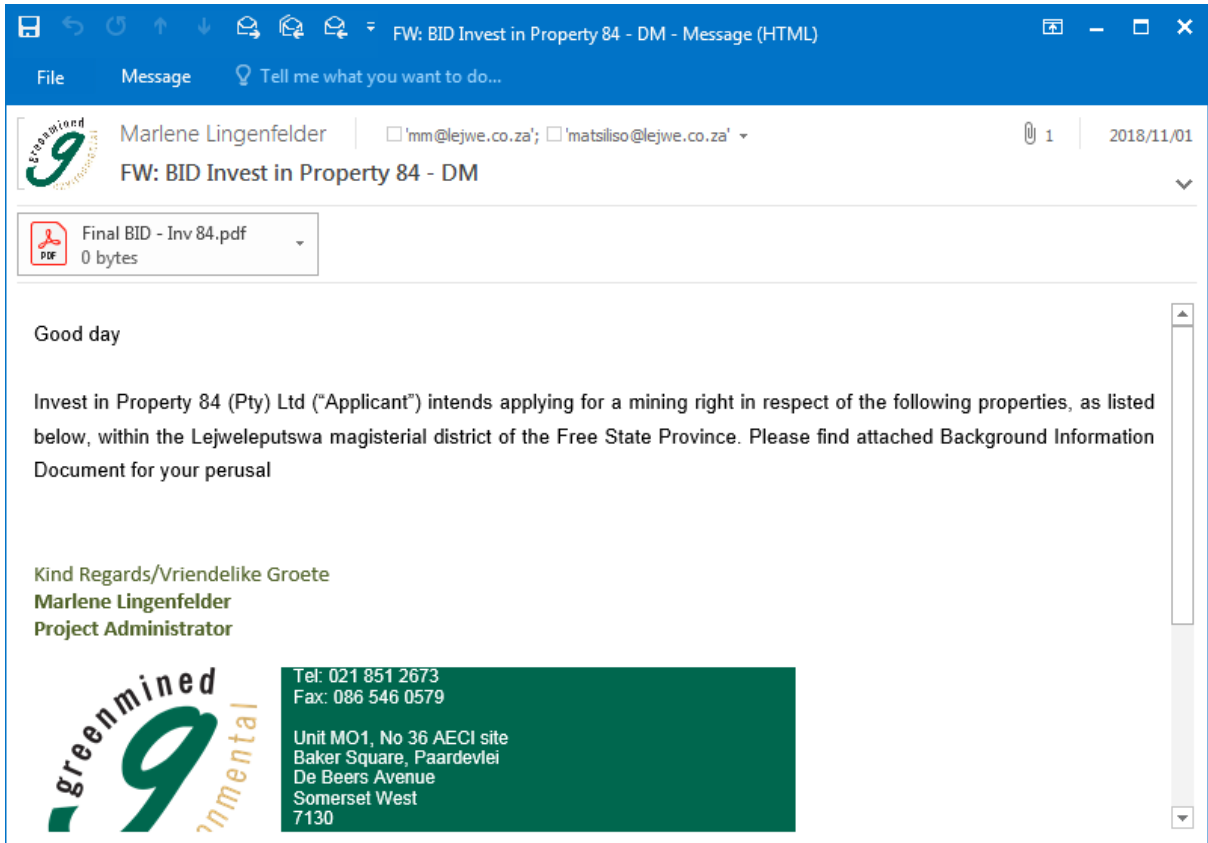 FW: BID Invest in Property 84 - DM - Message (HTML)
File Message Tell me what you want to do...
greenmined
Marlene Lingenfelder 'mm@lejwe.co.za'; 'matsiliso@lejwe.co.za' 1 2018/11/01
FW: BID Invest in Property 84 - DM
Final BID - Inv 84.pdf
PDF
0 bytes
Good day
Invest in Property 84 (Pty) Ltd (“Applicant”) intends applying for a mining right in respect of the following properties, as listed
below, within the Lejweleputswa magisterial district of the Free State Province. Please find attached Background Information
Document for your perusal
Kind Regards/Vriendelike Groete
Marlene Lingenfelder
Project Administrator
greenmined
onmental
Tel: 021 851 2673
Fax: 086 546 0579
Unit MO1, No 36 AECI site
Baker Square, Paardevlei
De Beers Avenue
Somerset West
7130